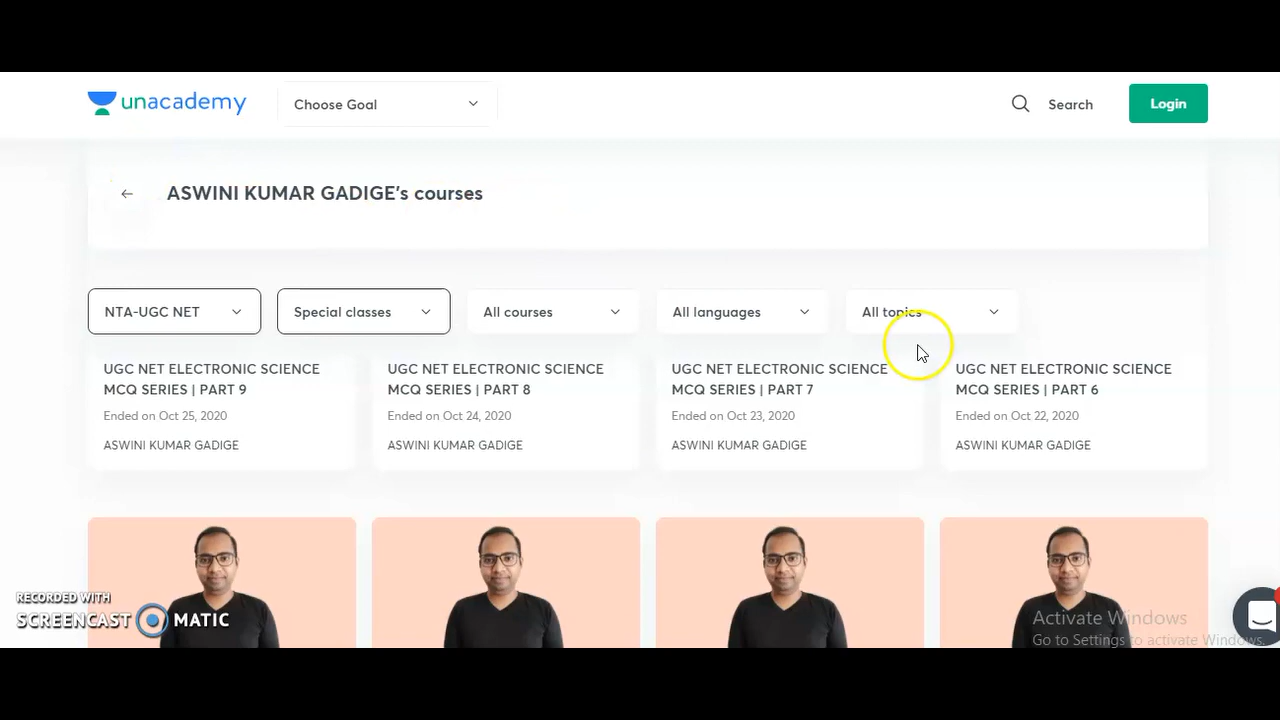 unacademy
Choose Goal
Search
Login
ASWINI KUMAR GADIGE's courses
NTA-UGC NET
Special classes
All courses
All languages
All topics
UGC NET ELECTRONIC SCIENCE
MCQ SERIES | PART 9
Ended on Oct 25, 2020
ASWINI KUMAR GADIGE
UGC NET ELECTRONIC SCIENCE
MCQ SERIES | PART 8
Ended on Oct 24, 2020
ASWINI KUMAR GADIGE
UGC NET ELECTRONIC SCIENCE
MCQ SERIES | PART 7
Ended on Oct 23, 2020
ASWINI KUMAR GADIGE
UGC NET ELECTRONIC SCIENCE
MCQ SERIES | PART 6
Ended on Oct 22, 2020
ASWINI KUMAR GADIGE
RECORDED WITH
SCREENCAST MATIC
Activate Windows
Go to Settings to activate Windows.